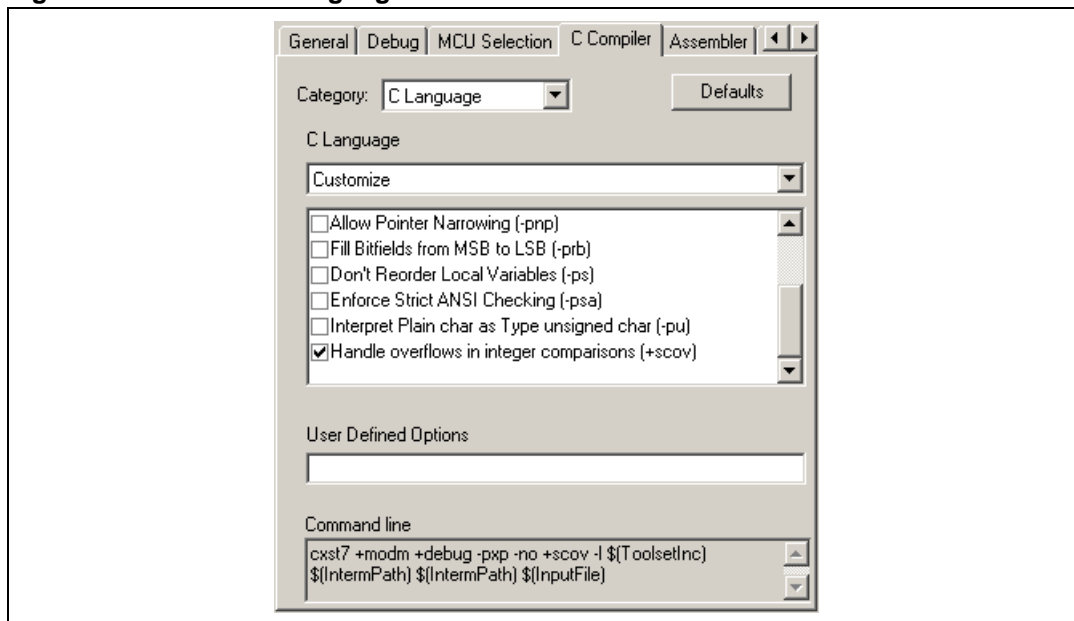 General Debug MCU Selection C Compiler Assembler
Category: C Language Defaults
C Language
Customize
Allow Pointer Narrowing (-pnp)
Fill Bitfields from MSB to LSB (-prb)
Don't Reorder Local Variables (-ps)
Enforce Strict ANSI Checking (-psa)
Interpret Plain char as Type unsigned char (-pu)
Handle overflows in integer comparisons (+scov)
User Defined Options
Command line
cxst7 +modm +debug -pxp -no +scov -l $(ToolsetInc)
$(IntermPath) $(IntermPath) $(InputFile)